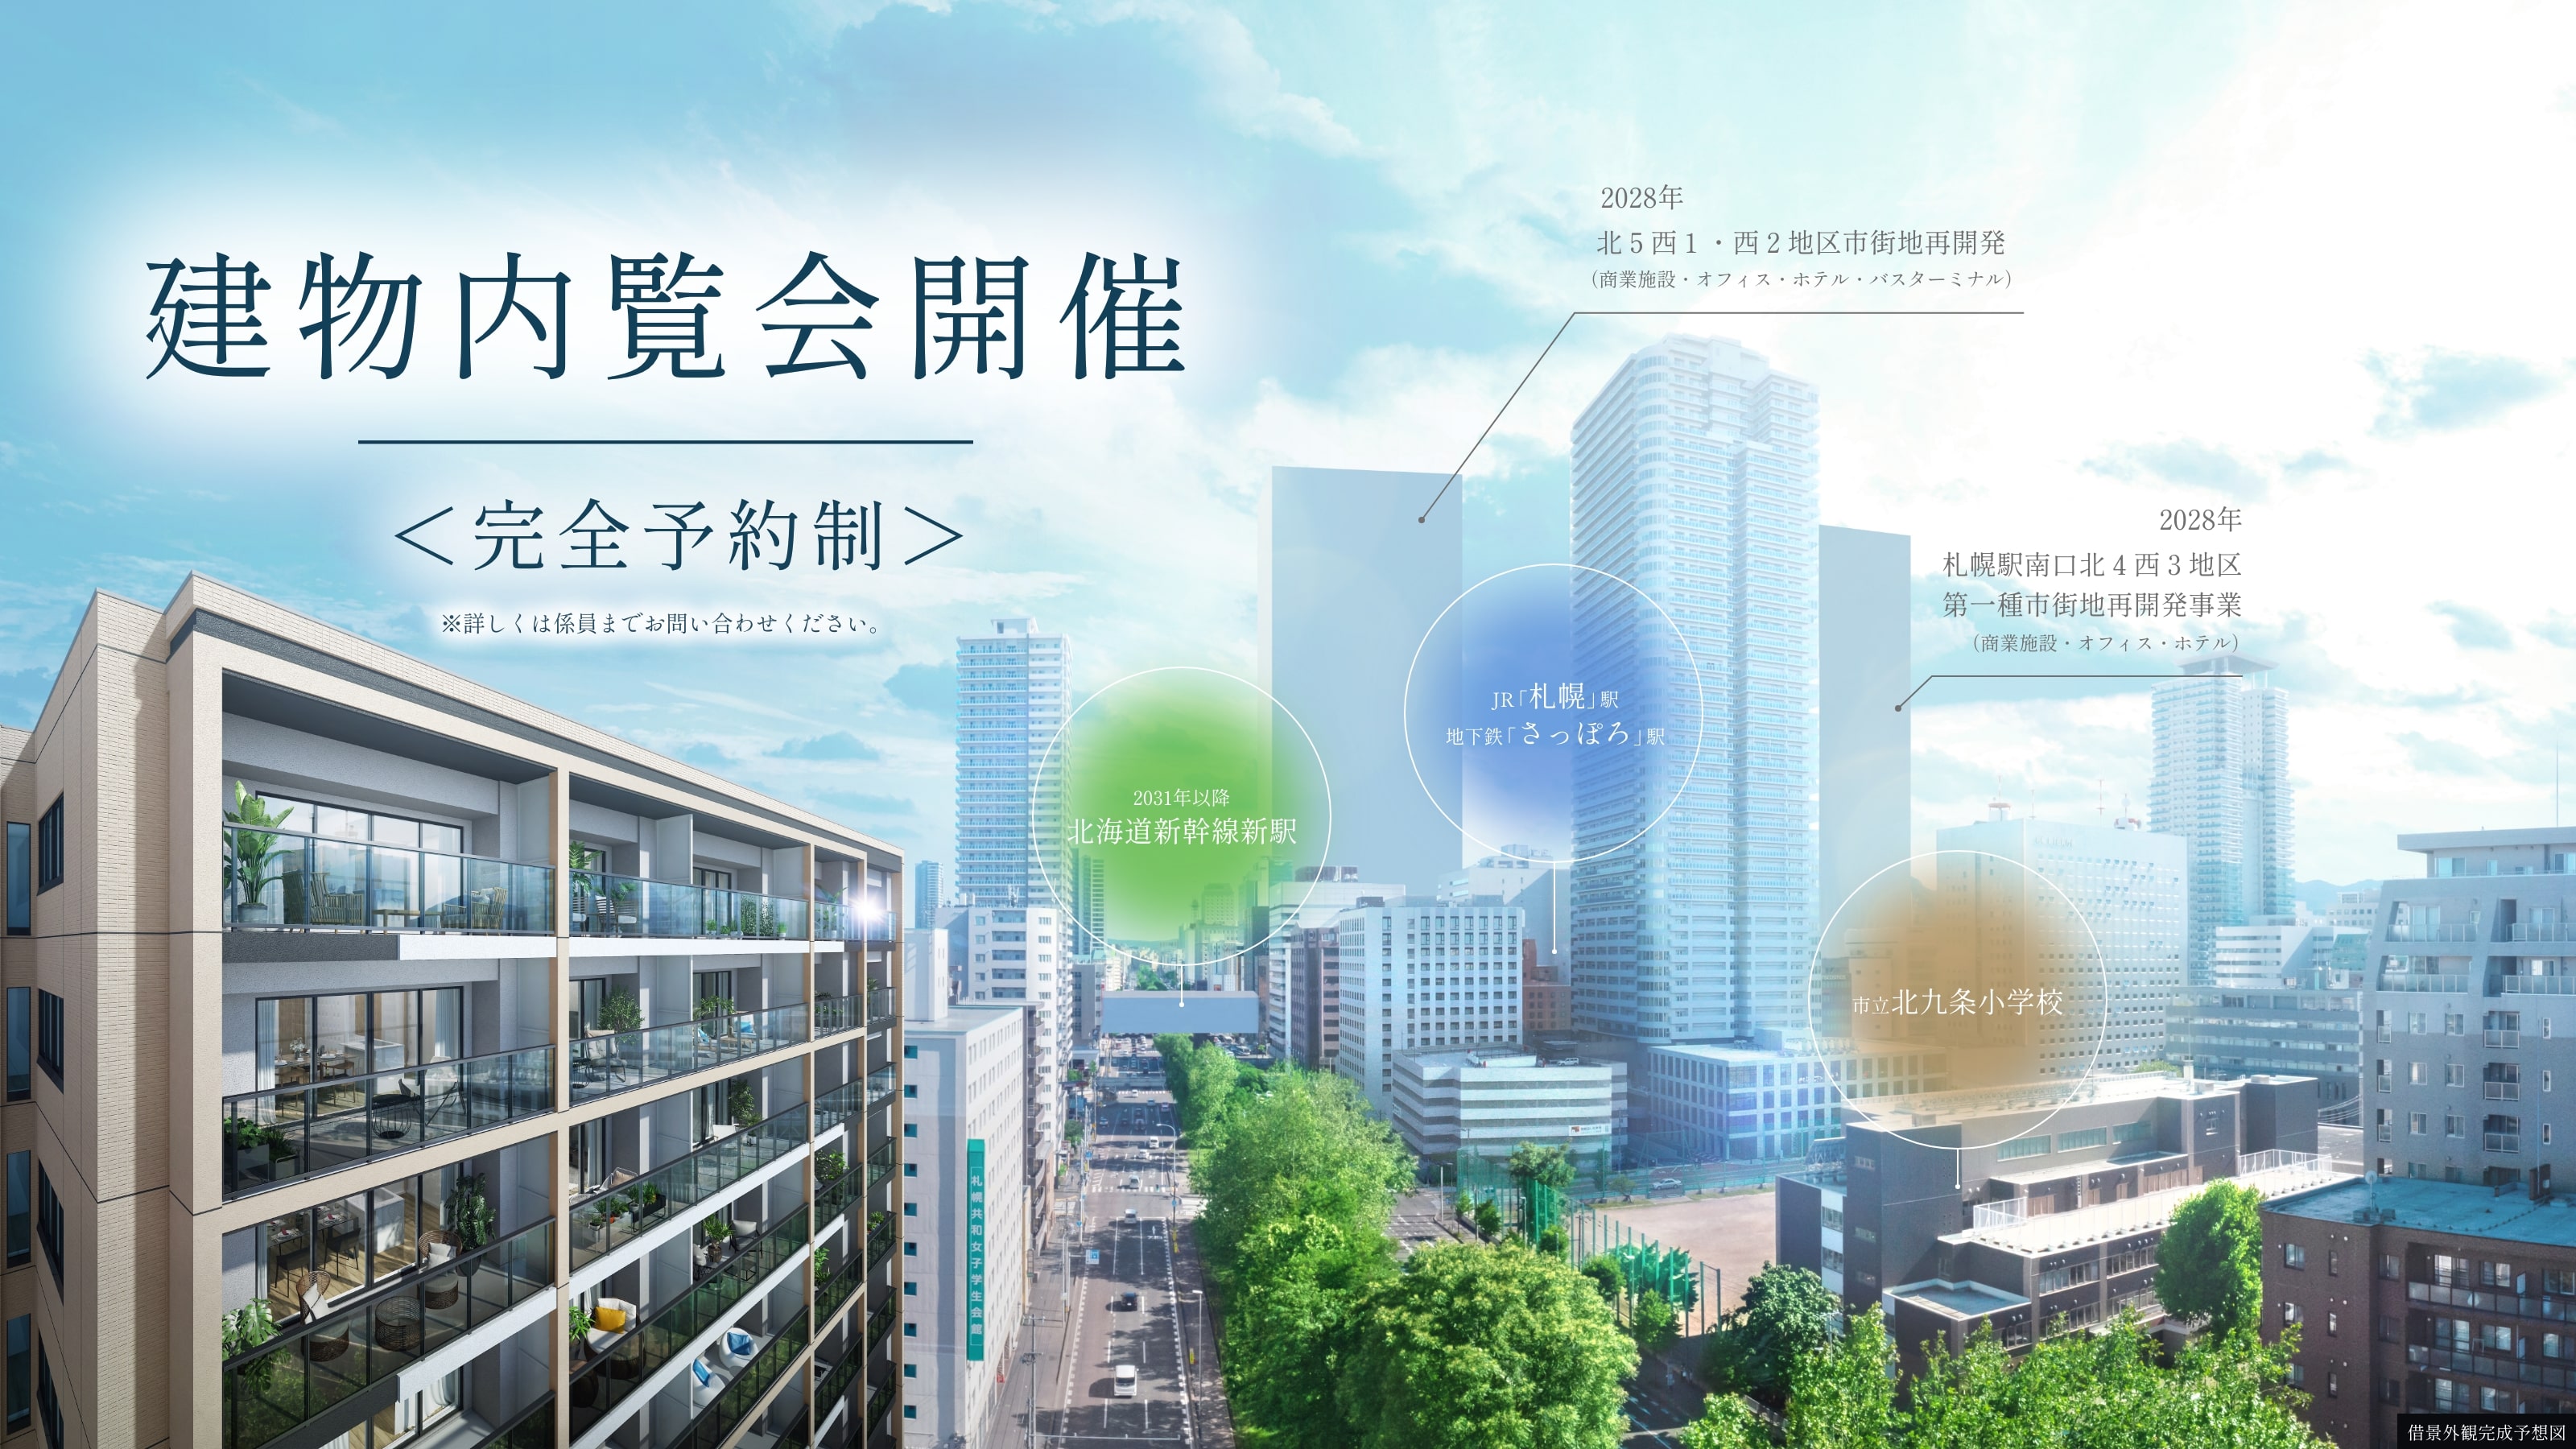 建物内覧会開催
＜完全予約制＞
※詳しくは係員までお問い合わせください。
2028年
北5西1・西2地区市街地再開発
（商業施設・オフィス・ホテル・バスターミナル）
2028年
札幌駅南口北4西3地区
第一種市街地再開発事業
（商業施設・オフィス・ホテル）
JR「札幌」駅
地下鉄「さっぽろ」駅
2031年以降
北海道新幹線新駅
市立北九条小学校
札幌共和女子学生会館
借景外観完成予想図